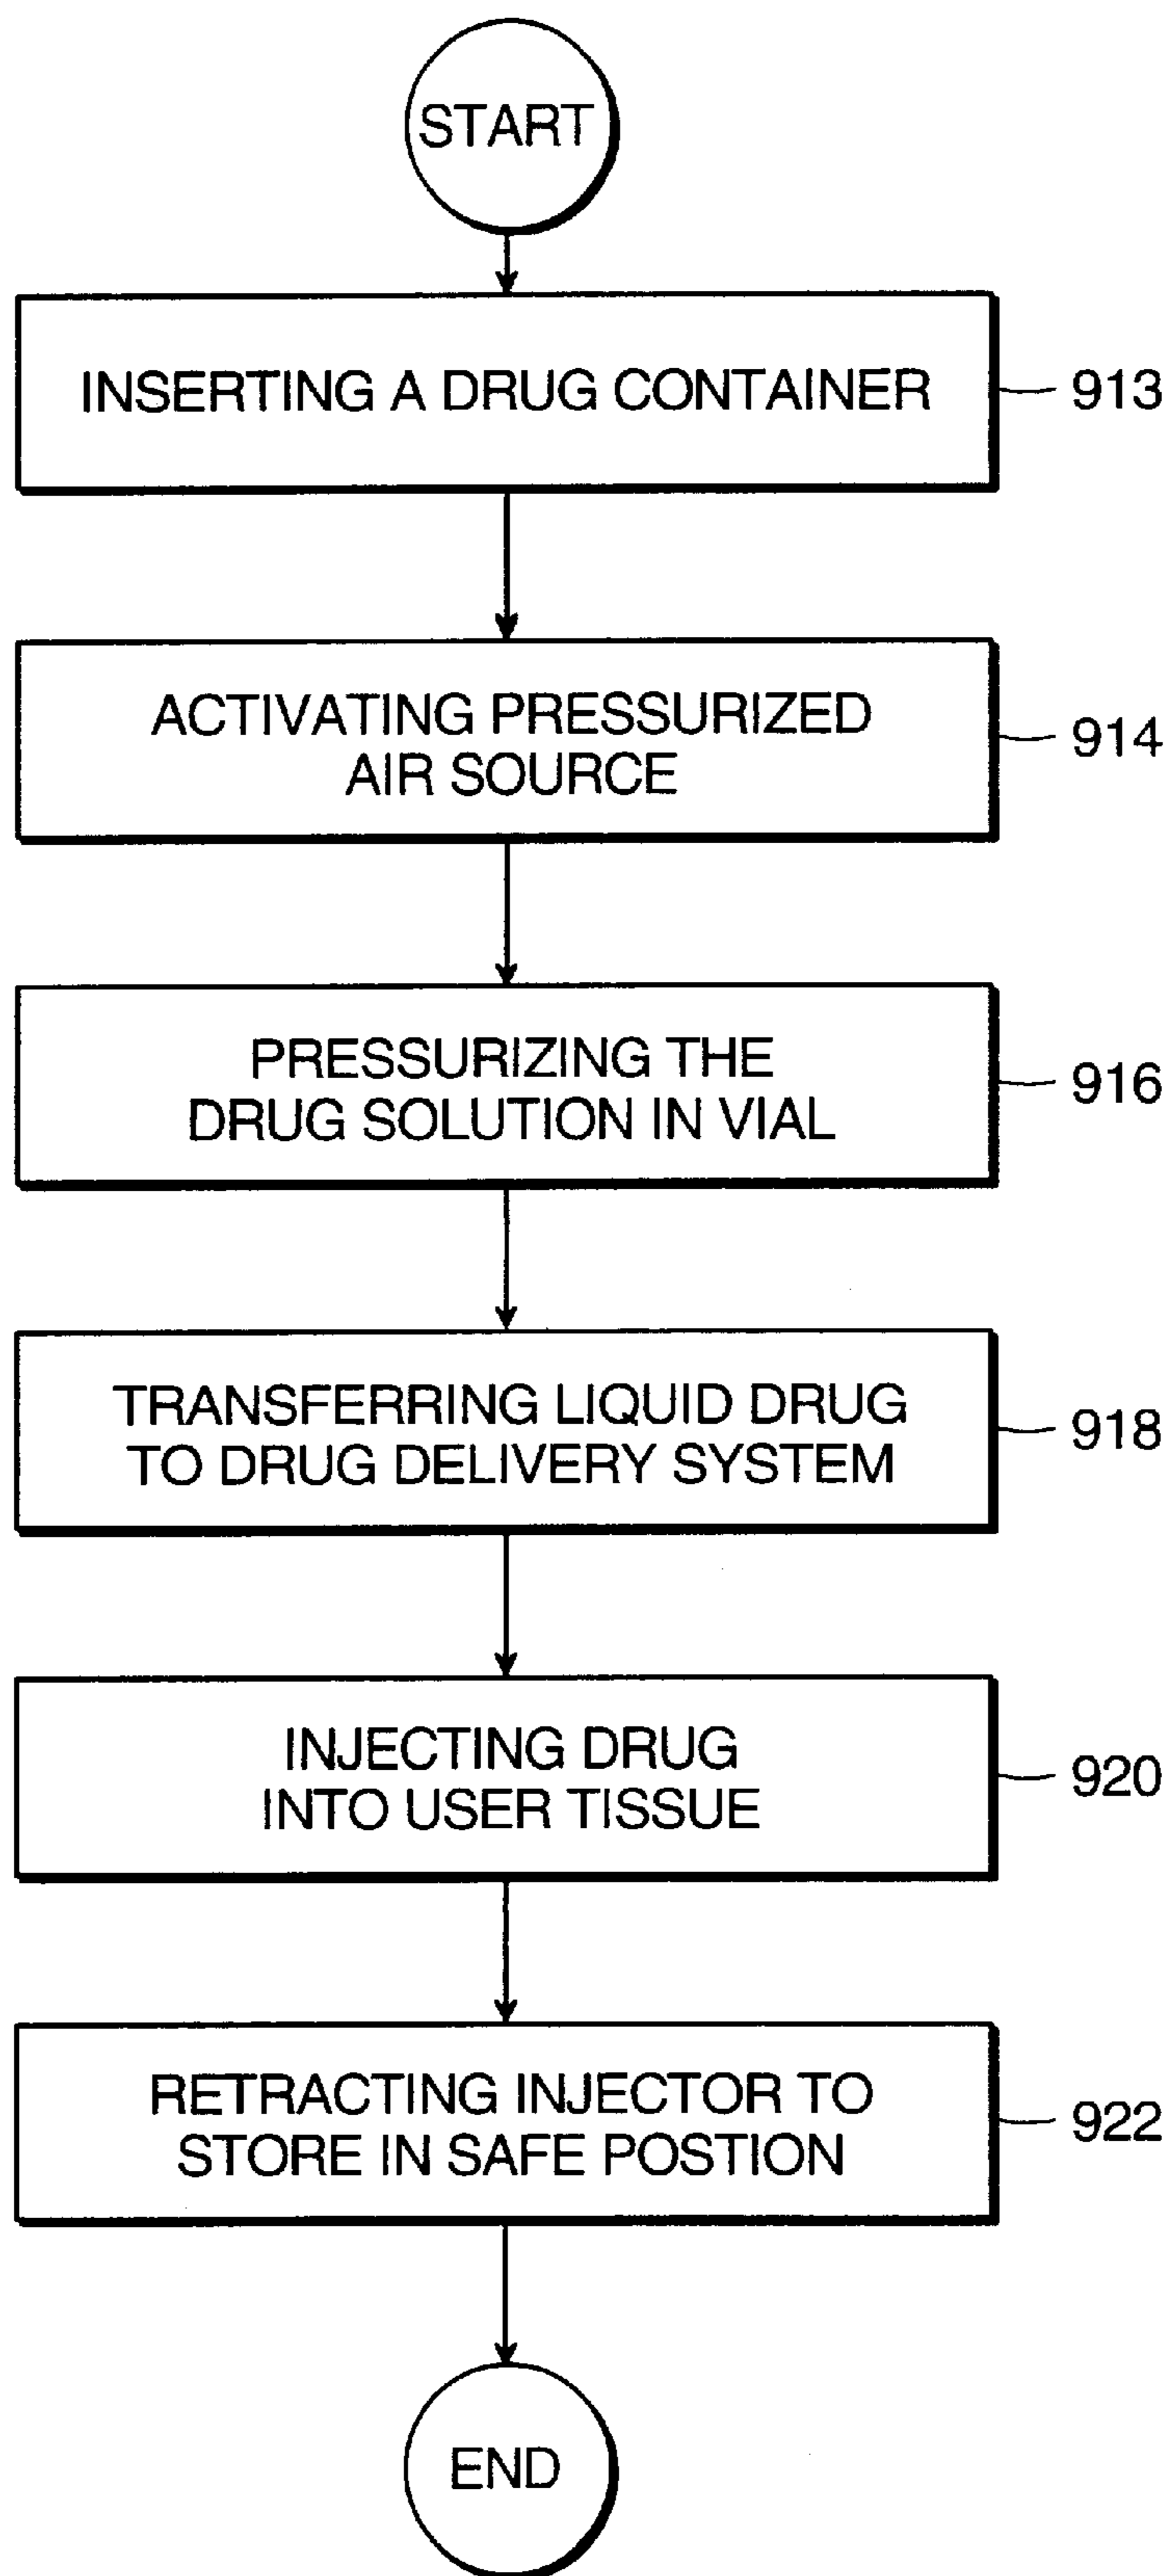 START
INSERTING A DRUG CONTAINER
913
ACTIVATING PRESSURIZED
AIR SOURCE
914
PRESSURIZING THE
DRUG SOLUTION IN VIAL
916
TRANSFERRING LIQUID DRUG
TO DRUG DELIVERY SYSTEM
918
INJECTING DRUG
INTO USER TISSUE
920
RETRACTING INJECTOR TO
STORE IN SAFE POSTION
922
END